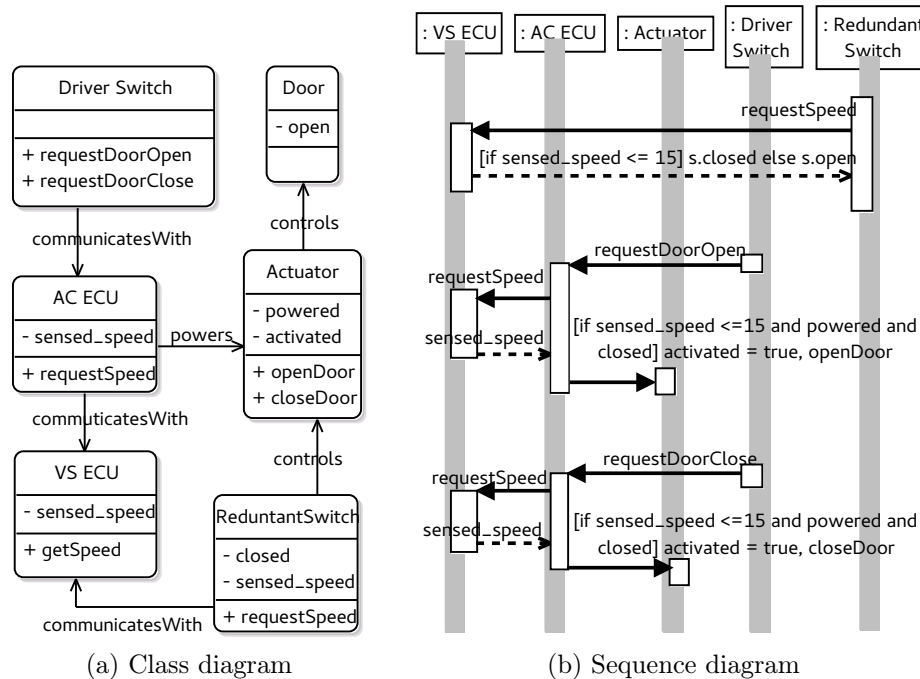 Driver Switch
+ requestDoorOpen
+ requestDoorClose
Door
- open
communicatesWith
controls
AC ECU
- sensed_speed
+ requestSpeed
powers
Actuator
- powered
- activated
+ openDoor
+ closeDoor
commuticatesWith
controls
VS ECU
- sensed_speed
+ getSpeed
ReduntantSwitch
- closed
- sensed_speed
+ requestSpeed
communicatesWith
(a) Class diagram
: VS ECU
: AC ECU
: Actuator
: Driver
Switch
: Redundant
Switch
requestSpeed
[if sensed_speed <= 15] s.closed else s.open
requestDoorOpen
requestSpeed
sensed_speed
[if sensed_speed <=15 and powered and
closed] activated = true, openDoor
requestDoorClose
requestSpeed
sensed_speed
[if sensed_speed <=15 and powered and
closed] activated = true, closeDoor
(b) Sequence diagram